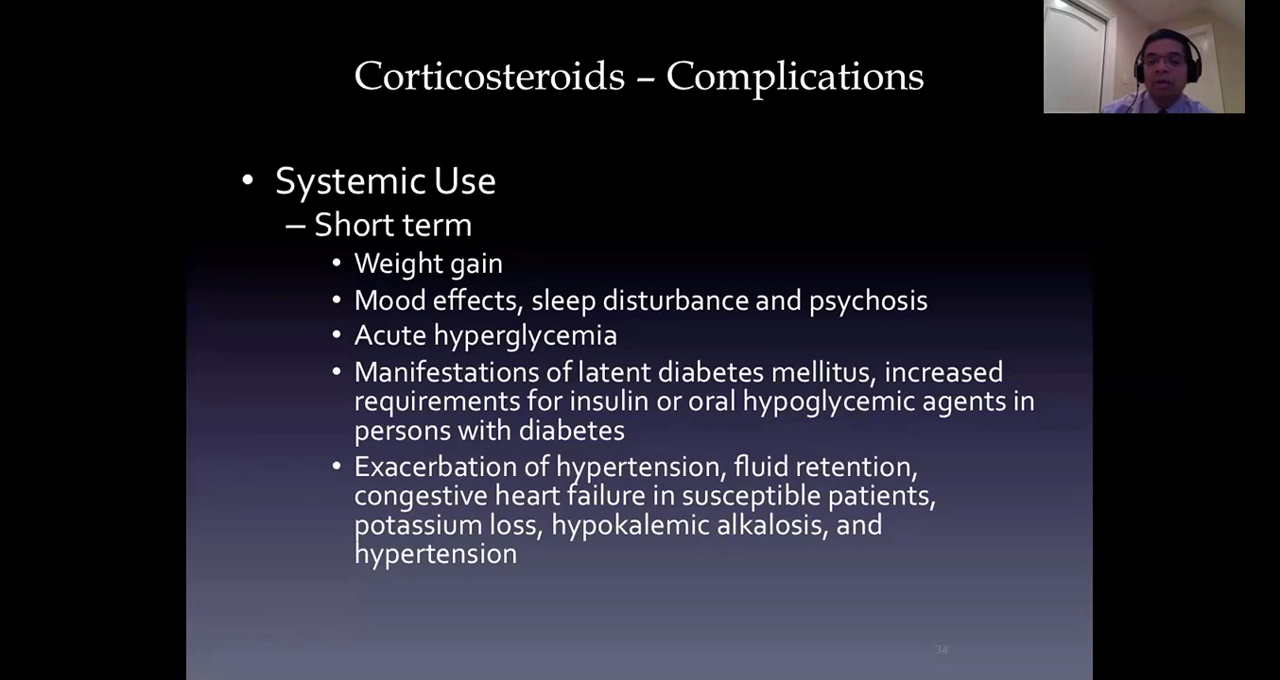 Corticosteroids – Complications
• Systemic Use
– Short term
• Weight gain
• Mood effects, sleep disturbance and psychosis
• Acute hyperglycemia
• Manifestations of latent diabetes mellitus, increased
requirements for insulin or oral hypoglycemic agents in
persons with diabetes
• Exacerbation of hypertension, fluid retention,
congestive heart failure in susceptible patients,
potassium loss, hypokalemic alkalosis, and
hypertension
34